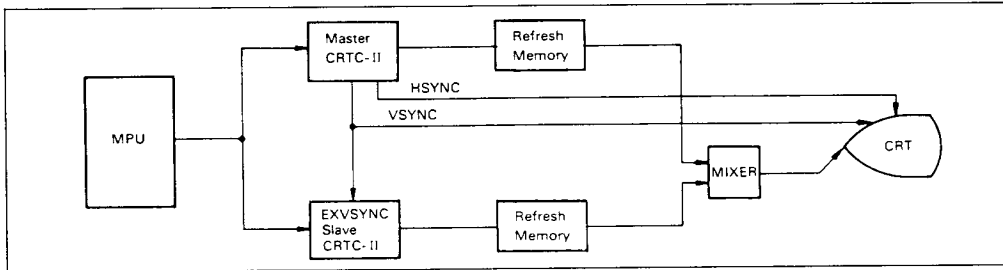 Master
CRTC-II
Refresh
Memory
HSYNC
VSYNC
MPU
CRT
MIXER
EXVSYNC
Slave
CRTC-II
Refresh
Memory